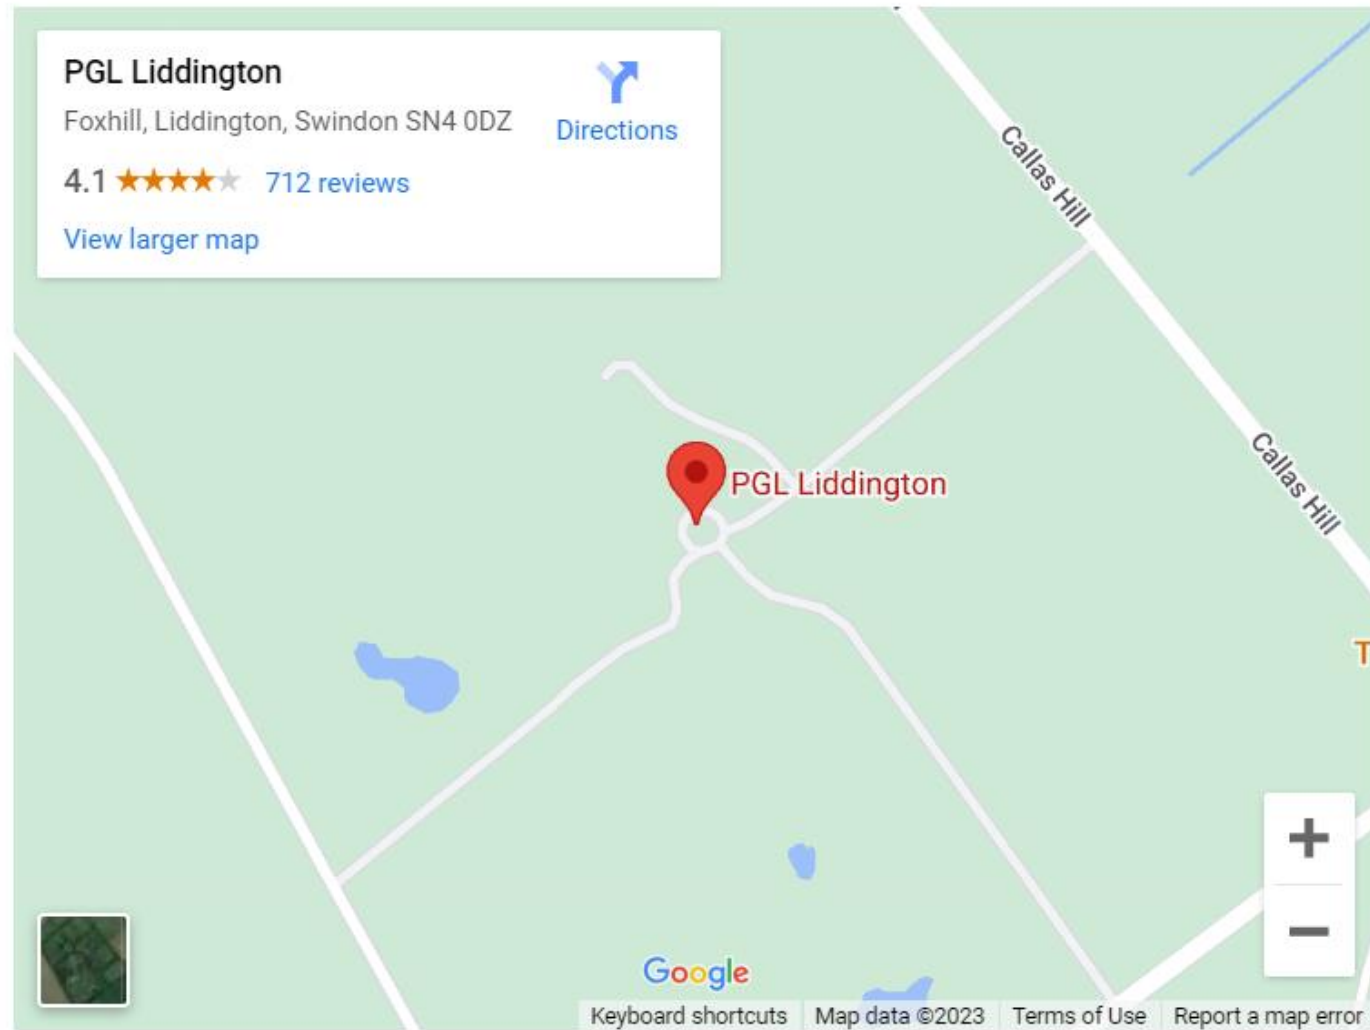 PGL Liddington
Foxhill, Liddington, Swindon SN4 0DZ
Directions
4.1
712 reviews
View larger map
Callas Hill
PGL Liddington
Callas Hill
T
Google
Keyboard shortcuts
Map data ©2023
Terms of Use
Report a map error